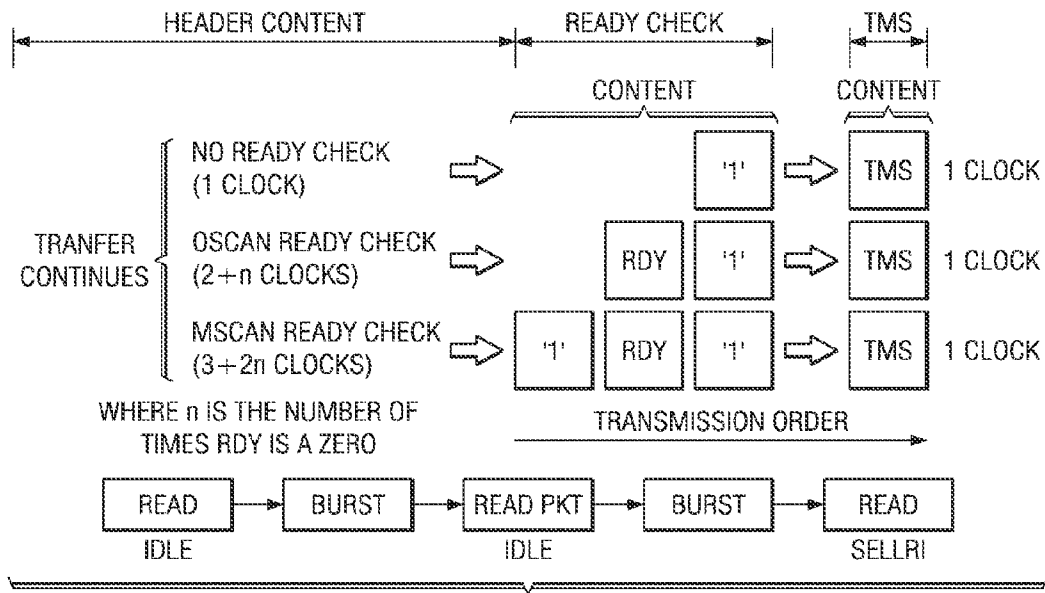 HEADER CONTENT READY CHECK TMS
CONTENT CONTENT
NO READY CHECK
(1 CLOCK)
'1' TMS 1 CLOCK
TRANFER
CONTINUES
OSCAN READY CHECK
(2+n CLOCKS)
RDY '1' TMS 1 CLOCK
MSCAN READY CHECK
(3+2n CLOCKS)
'1' RDY '1' TMS 1 CLOCK
WHERE n IS THE NUMBER OF
TIMES RDY IS A ZERO
TRANSMISSION ORDER
READ BURST READ PKT BURST READ
IDLE IDLE SELLRI